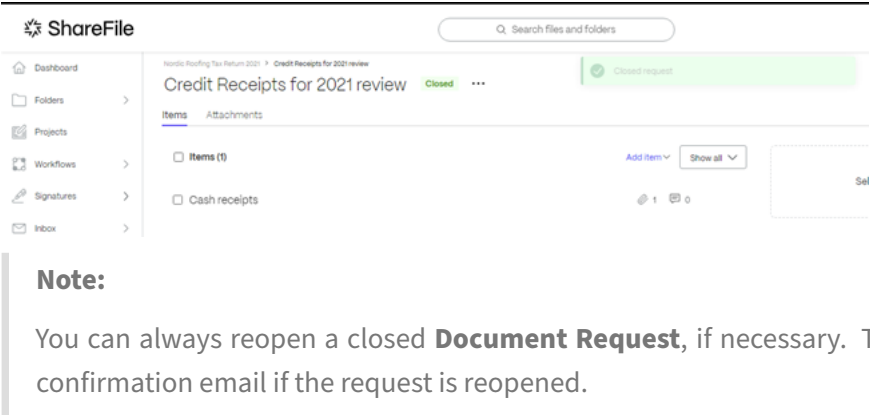 ShareFile
Search files and folders
Dashboard
Folders
Projects
Workflows
Signatures
Inbox
Nordic Roofing Tax Return 2021 > Credit Receipts for 2021 review
Credit Receipts for 2021 review Closed ...
Closed request
Items Attachments
Items (1)
Add item Show all
Cash receipts 1 0
Sel
Note:
You can always reopen a closed Document Request, if necessary. T
confirmation email if the request is reopened.